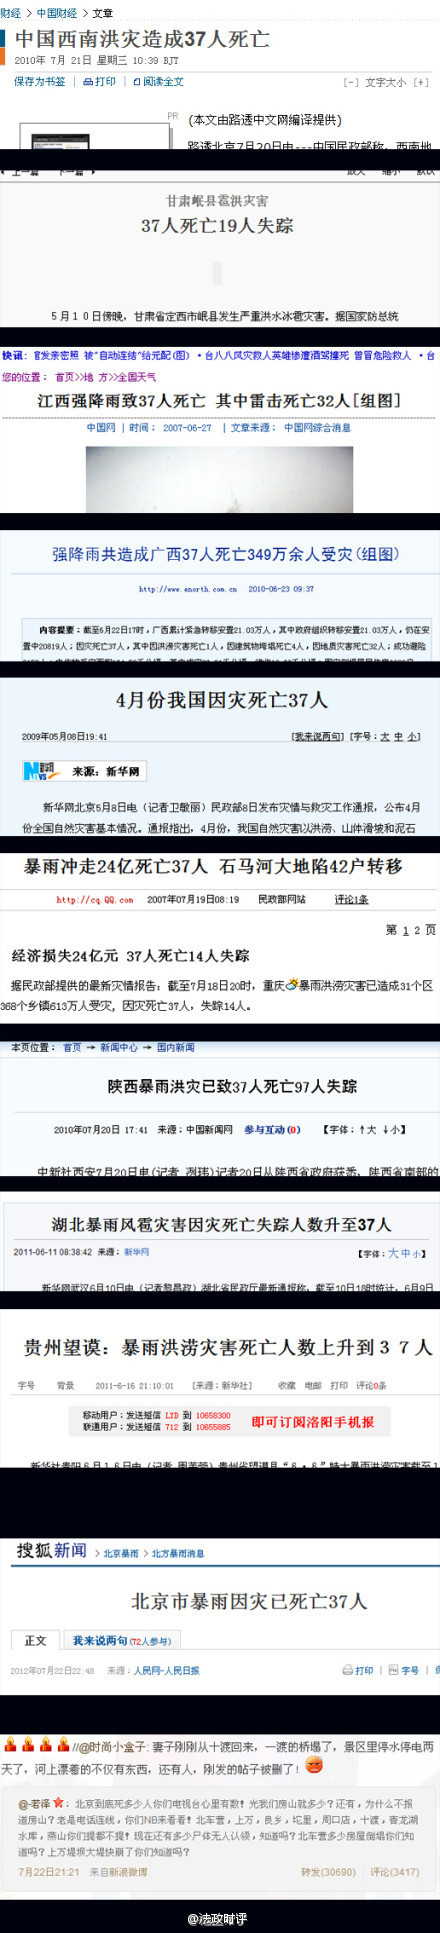 财经 > 中国财经 > 文章
中国西南洪灾造成37人死亡
2010年 7月 21日 星期三 10:39 BJT
保存为书签 | 打印 | 阅读全文 [-] 文字大小 [+]
PR
(本文由路透中文网编译提供)
路透北京7月20日电---中国民政部称，西南地
上一篇 下一篇 放大 缩小 默认
甘肃岷县雹洪灾害
37人死亡19人失踪
５月１０日傍晚，甘肃省定西市岷县发生严重洪水冰雹灾害。据国家防总统
快讯： 官发亲密照 被"自动连结"给元配(图) • 台八八风灾救人英雄惨遭酒驾撞死 曾冒危险救人 • 台
您的位置： 首页>>地 方>>全国天气
江西强降雨致37人死亡 其中雷击死亡32人[组图]
中国网 | 时间： 2007-06-27 | 文章来源： 中国网综合消息
强降雨共造成广西37人死亡349万余人受灾(组图)
http://www.enorth.com.cn 2010-06-23 09:37
内容提要：截至6月22日17时，广西累计紧急转移安置21.03万人，其中政府组织转移安置21.03万人，仍在安
置中20819人；因灾死亡37人，其中因洪涝灾害死亡1人，因建筑物垮塌死亡4人，因地质灾害死亡32人；成功避险
4月份我国因灾死亡37人
2009年05月08日19:41 [我来说两句] [字号：大 中 小]
来源：新华网
新华网北京5月8日电（记者卫敏丽）民政部8日发布灾情与救灾工作通报，公布4月
份全国自然灾害基本情况。通报指出，4月份，我国自然灾害以洪涝、山体滑坡和泥石
暴雨冲走24亿死亡37人 石马河大地陷42户转移
http://cq.QQ.com 2007年07月19日08:19 民政部网站 评论1条
第 1 2 页
经济损失24亿元 37人死亡14人失踪
据民政部提供的最新灾情报告：截至7月18日20时，重庆暴雨洪涝灾害已造成31个区
368个乡镇613万人受灾，因灾死亡37人，失踪14人。
本页位置： 首页 → 新闻中心 → 国内新闻
陕西暴雨洪灾已致37人死亡97人失踪
2010年07月20日 17:41 来源：中国新闻网 参与互动(0) 【字体：↑大 ↓小】
中新社西安7月20日电(记者 冽玮)记者20日从陕西省政府获悉，陕西省南部的
湖北暴雨风雹灾害因灾死亡失踪人数升至37人
2011-06-11 08:38:42 来源： 新华网 【字体：大 中 小】
新华网武汉6月10日电（记者黎昌政）湖北省民政厅最新通报称，截至10日18时统计，6月9日
贵州望谟：暴雨洪涝灾害死亡人数上升到３７人
字号 背景 2011-6-16 21:10:01 [来源：新华社] 收藏 电邮 打印 评论0条
移动用户：发送短信 LYD 到 10658300
联通用户：发送短信 712 到 10655885
即可订阅洛阳手机报
新华社贵阳６月１６日电（记者 周芙蓉）贵州省望谟县“６·６”特大暴雨洪涝灾害截至1
搜狐新闻 > 北京暴雨 > 北方暴雨消息
北京市暴雨因灾已死亡37人
正文 我来说两句(72人参与)
2012年07月22日22:48 来源：人民网-人民日报 打印 | 字号 |
//@时尚小盒子: 妻子刚刚从十渡回来，一渡的桥塌了，景区里停水停电两
天了，河上漂着的不仅有东西，还有人，刚发的帖子被删了！
@-若泽 ： 北京到底死多少人你们电视台心里有数！光我们房山就多少？还有，为什么不报
道房山？老是电话连线，你们NB来看看！北车营，上万，良乡，坨里，周口店，十渡，青龙湖
水库，燕山你们提都不提！现在还有多少尸体无人认领，知道吗？北车营多少房屋倒塌你们知
道吗？上万堤坝大堤快崩了你们知道吗？
7月22日21:21 来自新浪微博 转发(30690) | 评论(3417)
@法政时评